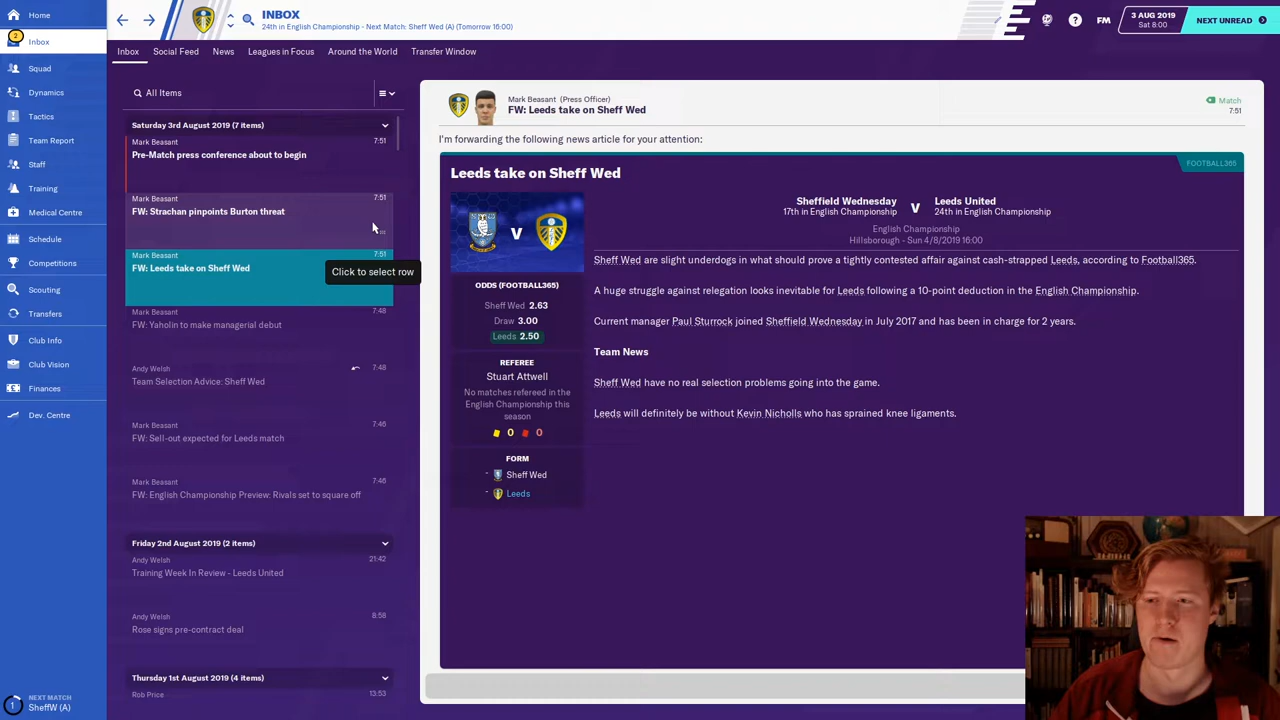 Home
2
Inbox
Squad
Dynamics
Tactics
Team Report
Staff
Training
Medical Centre
Schedule
Competitions
Scouting
Transfers
Club Info
Club Vision
Finances
Dev. Centre
1
NEXT MATCH
SheffW (A)
INBOX
24th in English Championship - Next Match: Sheff Wed (A) (Tomorrow 16:00)
?
FM
3 AUG 2019
Sat 8:00
NEXT UNREAD
Inbox
Social Feed
News
Leagues in Focus
Around the World
Transfer Window
All Items
Saturday 3rd August 2019 (7 items)
Mark Beasant 7:51
Pre-Match press conference about to begin
Mark Beasant 7:51
FW: Strachan pinpoints Burton threat
Mark Beasant 7:51
FW: Leeds take on Sheff Wed
Click to select row
Mark Beasant 7:48
FW: Yaholin to make managerial debut
Andy Welsh 7:48
Team Selection Advice: Sheff Wed
Mark Beasant 7:46
FW: Sell-out expected for Leeds match
Mark Beasant 7:46
FW: English Championship Preview: Rivals set to square off
Friday 2nd August 2019 (2 items)
Andy Welsh 21:42
Training Week In Review - Leeds United
Andy Welsh 8:58
Rose signs pre-contract deal
Thursday 1st August 2019 (4 items)
Rob Price 13:53
Mark Beasant (Press Officer)
FW: Leeds take on Sheff Wed
Match
7:51
I'm forwarding the following news article for your attention:
FOOTBALL365
Leeds take on Sheff Wed
V
ODDS (FOOTBALL365)
Sheff Wed 2.63
Draw 3.00
Leeds 2.50
REFEREE
Stuart Attwell
No matches refereed in the
English Championship this
season
0 0
FORM
- Sheff Wed
- Leeds
Sheffield Wednesday V Leeds United
17th in English Championship 24th in English Championship
English Championship
Hillsborough - Sun 4/8/2019 16:00
Sheff Wed are slight underdogs in what should prove a tightly contested affair against cash-strapped Leeds, according to Football365.
A huge struggle against relegation looks inevitable for Leeds following a 10-point deduction in the English Championship.
Current manager Paul Sturrock joined Sheffield Wednesday in July 2017 and has been in charge for 2 years.
Team News
Sheff Wed have no real selection problems going into the game.
Leeds will definitely be without Kevin Nicholls who has sprained knee ligaments.